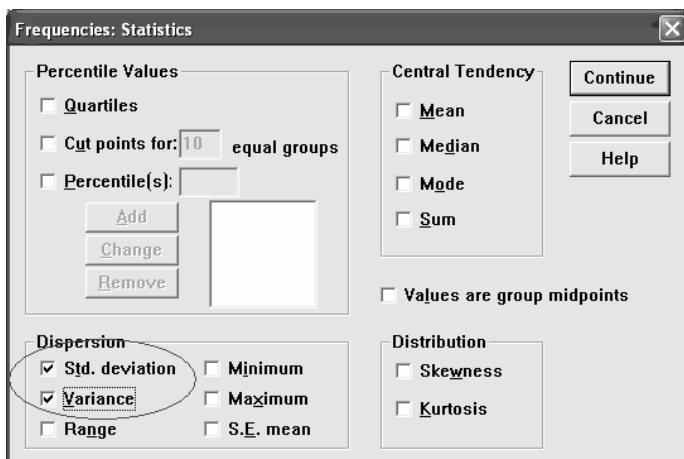 Frequencies: Statistics
Percentile Values
Quartiles
Cut points for: 10 equal groups
Percentile(s):
Add
Change
Remove
Central Tendency
Mean
Median
Mode
Sum
Continue
Cancel
Help
Values are group midpoints
Dispersion
Std. deviation
Minimum
Variance
Maximum
Range
S.E. mean
Distribution
Skewness
Kurtosis